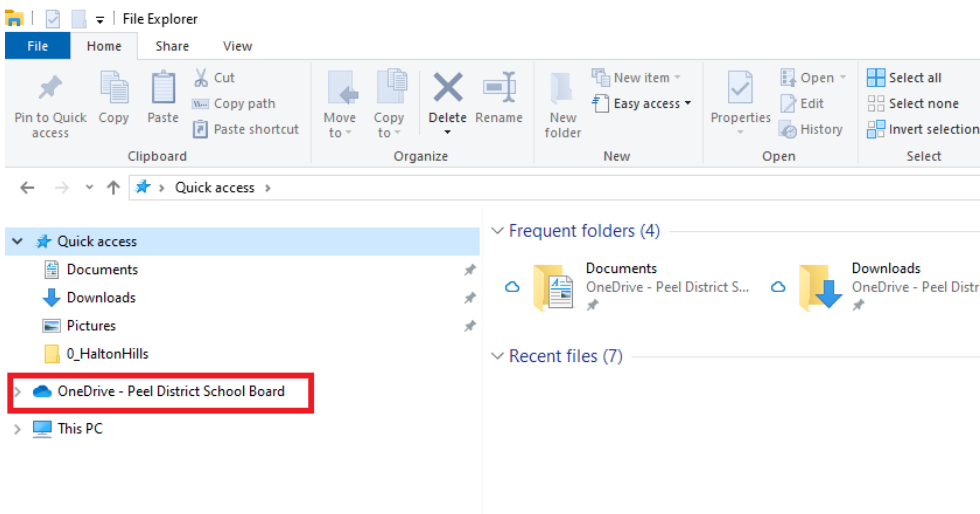 File Explorer
File Home Share View
Pin to Quick access
Copy
Paste
Cut
Copy path
Paste shortcut
Clipboard
Move to
Copy to
Delete
Rename
Organize
New folder
New item
Easy access
New
Properties
Open
Edit
History
Open
Select all
Select none
Invert selection
Select
Quick access
Quick access
Documents
Downloads
Pictures
0_HaltonHills
OneDrive - Peel District School Board
This PC
Frequent folders (4)
Documents
OneDrive - Peel District S...
Downloads
OneDrive - Peel Distr
Recent files (7)